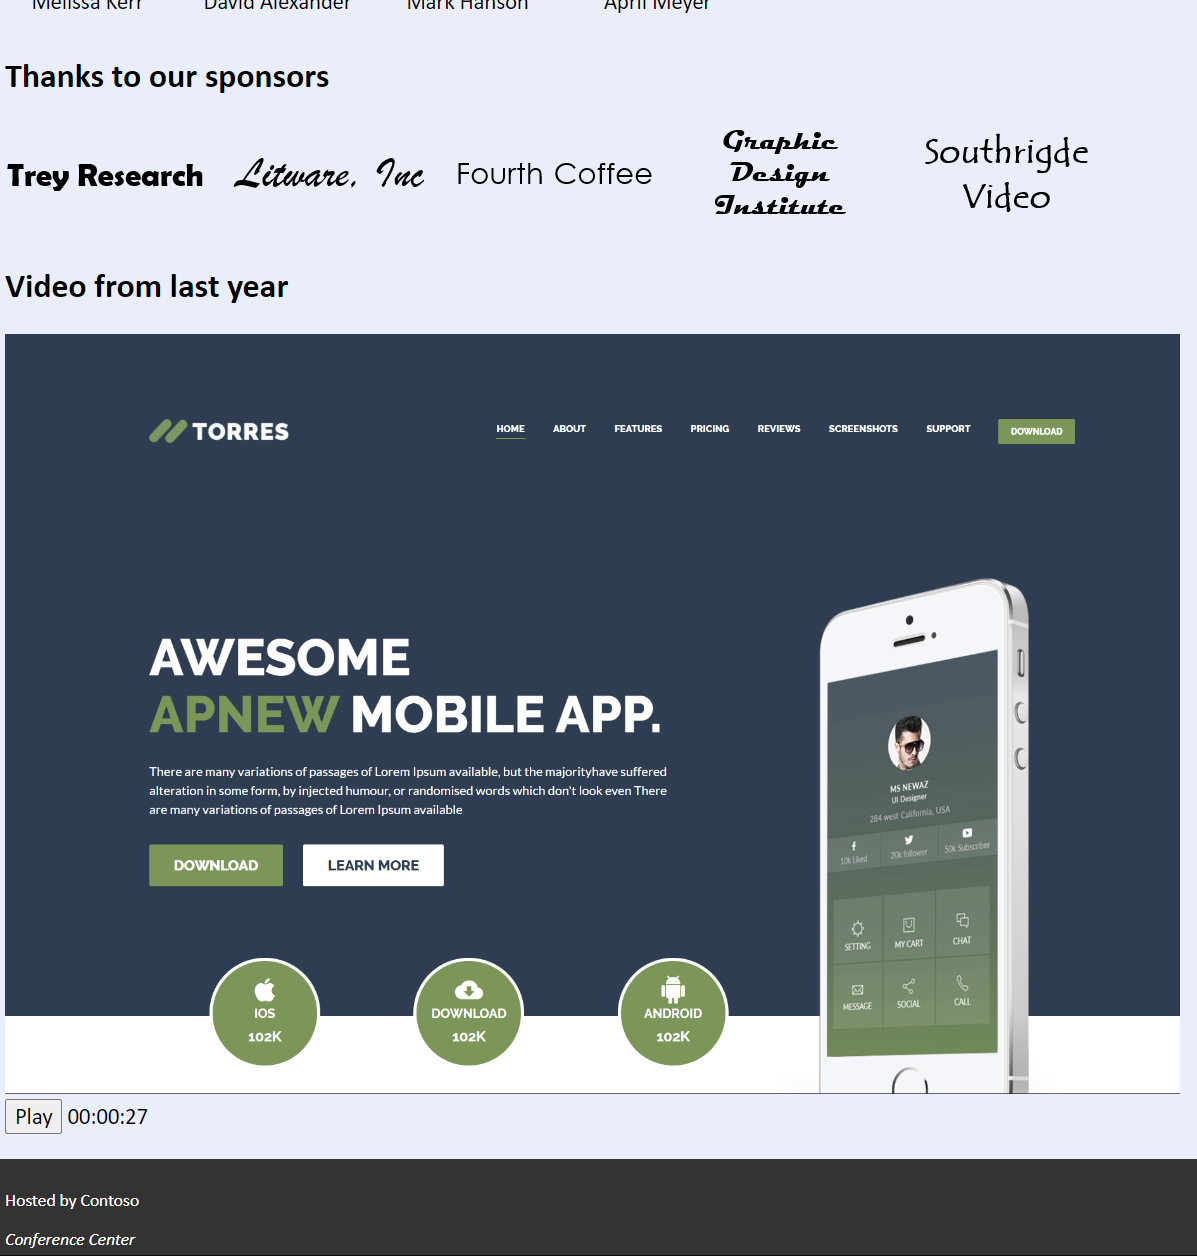 Melissa Kerr David Alexander Mark Hanson April Meyer
Thanks to our sponsors
Trey Research Litware, Inc Fourth Coffee
Graphic
Design
Institute
Southrigde
Video
Video from last year
TORRES
HOME ABOUT FEATURES PRICING REVIEWS SCREENSHOTS SUPPORT DOWNLOAD
AWESOME
APNEW MOBILE APP.
There are many variations of passages of Lorem Ipsum available, but the majorityhave suffered
alteration in some form, by injected humour, or randomised words which don't look even There
are many variations of passages of Lorem Ipsum available
DOWNLOAD LEARN MORE
IOS
102K
DOWNLOAD
102K
ANDROID
102K
MS NEWAZ
UI Designer
284 west California, USA
10k Liked 20k follower 50k Subscriber
SETTING MY CART CHAT
MESSAGE SOCIAL CALL
Play 00:00:27
Hosted by Contoso
Conference Center